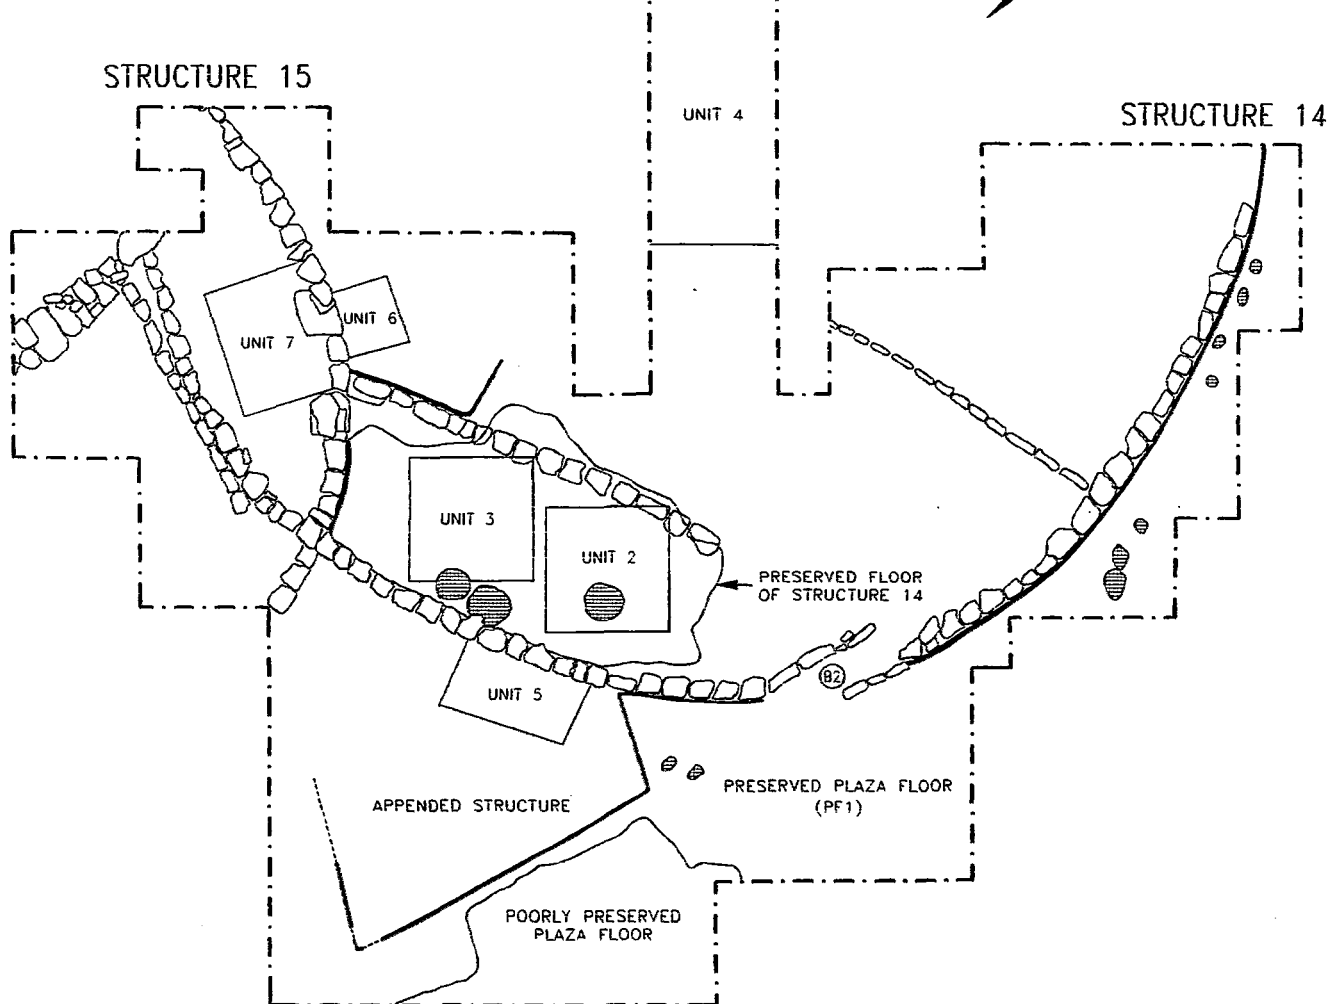 STRUCTURE 15
UNIT 4
STRUCTURE 14
UNIT 6
UNIT 7
UNIT 3
UNIT 2
PRESERVED FLOOR
OF STRUCTURE 14
B2
UNIT 5
PRESERVED PLAZA FLOOR
(PF1)
APPENDED STRUCTURE
POORLY PRESERVED
PLAZA FLOOR